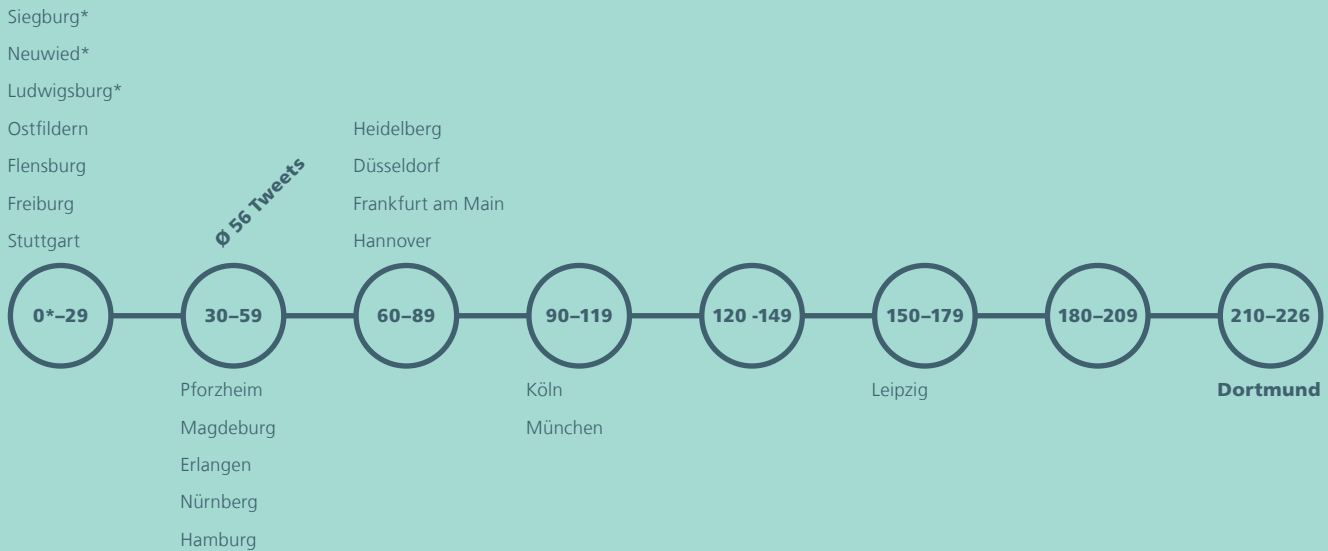 Siegburg*
Neuwied*
Ludwigsburg*
Ostfildern
Flensburg
Freiburg
Stuttgart
Ø 56 Tweets
Heidelberg
Düsseldorf
Frankfurt am Main
Hannover
0*–29
30–59
60–89
90–119
120 -149
150–179
180–209
210–226
Pforzheim
Magdeburg
Erlangen
Nürnberg
Hamburg
Köln
München
Leipzig
Dortmund